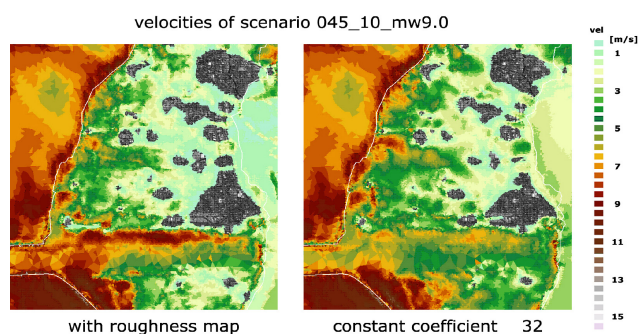 velocities of scenario 045_10_mw9.0
vel
[m/s]
1
3
5
7
9
11
13
15
with roughness map
constant coefficient 32